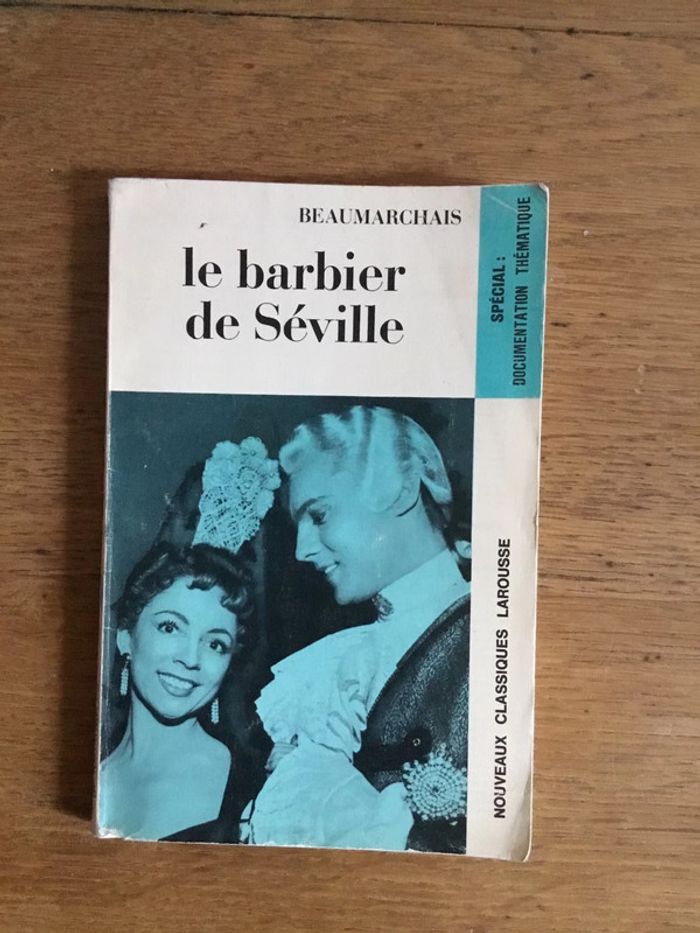 BEAUMARCHAIS
le barbier
de Séville
SPÉCIAL :
DOCUMENTATION THÉMATIQUE
NOUVEAUX CLASSIQUES LAROUSSE